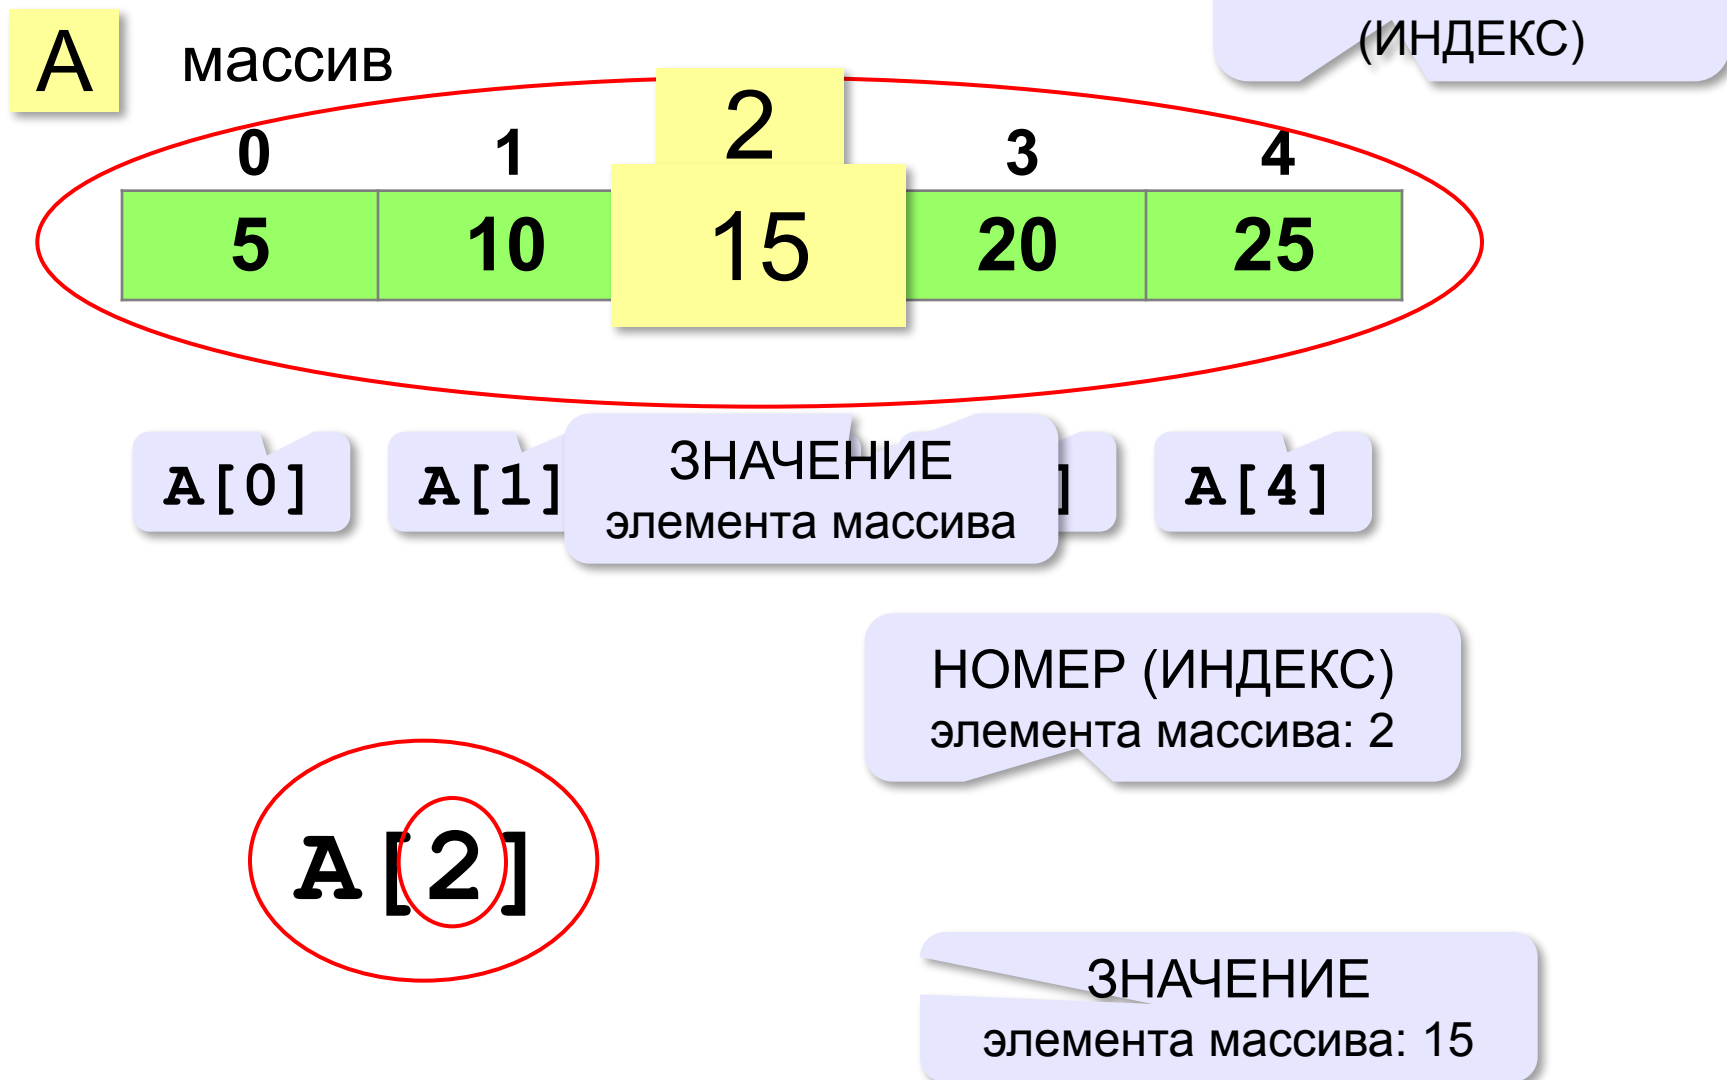 A
массив
(ИНДЕКС)
0 1 2 3 4
5 10 15 20 25
A[0] A[1] ] A[4]
ЗНАЧЕНИЕ
элемента массива
НОМЕР (ИНДЕКС)
элемента массива: 2
A[2]
ЗНАЧЕНИЕ
элемента массива: 15